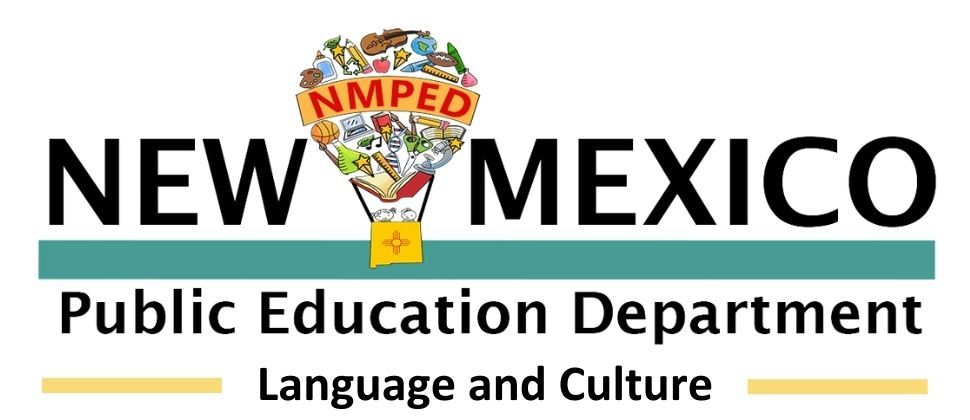 NMPED
NEW MEXICO
Public Education Department
Language and Culture